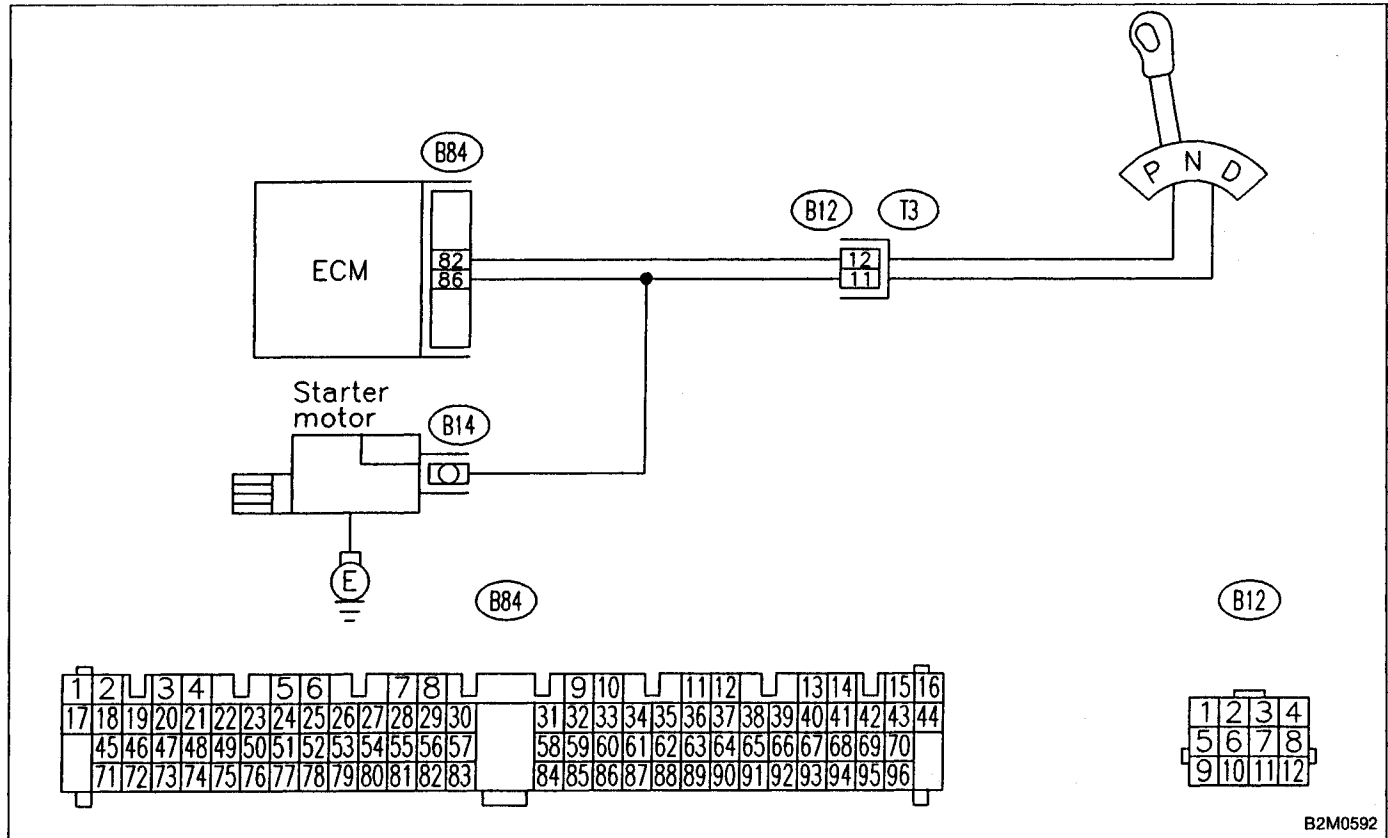 B84
P N D
B12 T3
ECM
82
86
12
11
Starter
motor
B14
E
B84
B12
1 2 3 4 5 6 7 8 9 10 11 12 13 14 15 16
17 18 19 20 21 22 23 24 25 26 27 28 29 30 31 32 33 34 35 36 37 38 39 40 41 42 43 44
45 46 47 48 49 50 51 52 53 54 55 56 57 58 59 60 61 62 63 64 65 66 67 68 69 70
71 72 73 74 75 76 77 78 79 80 81 82 83 84 85 86 87 88 89 90 91 92 93 94 95 96
1 2 3 4
5 6 7 8
9 10 11 12
B2M0592